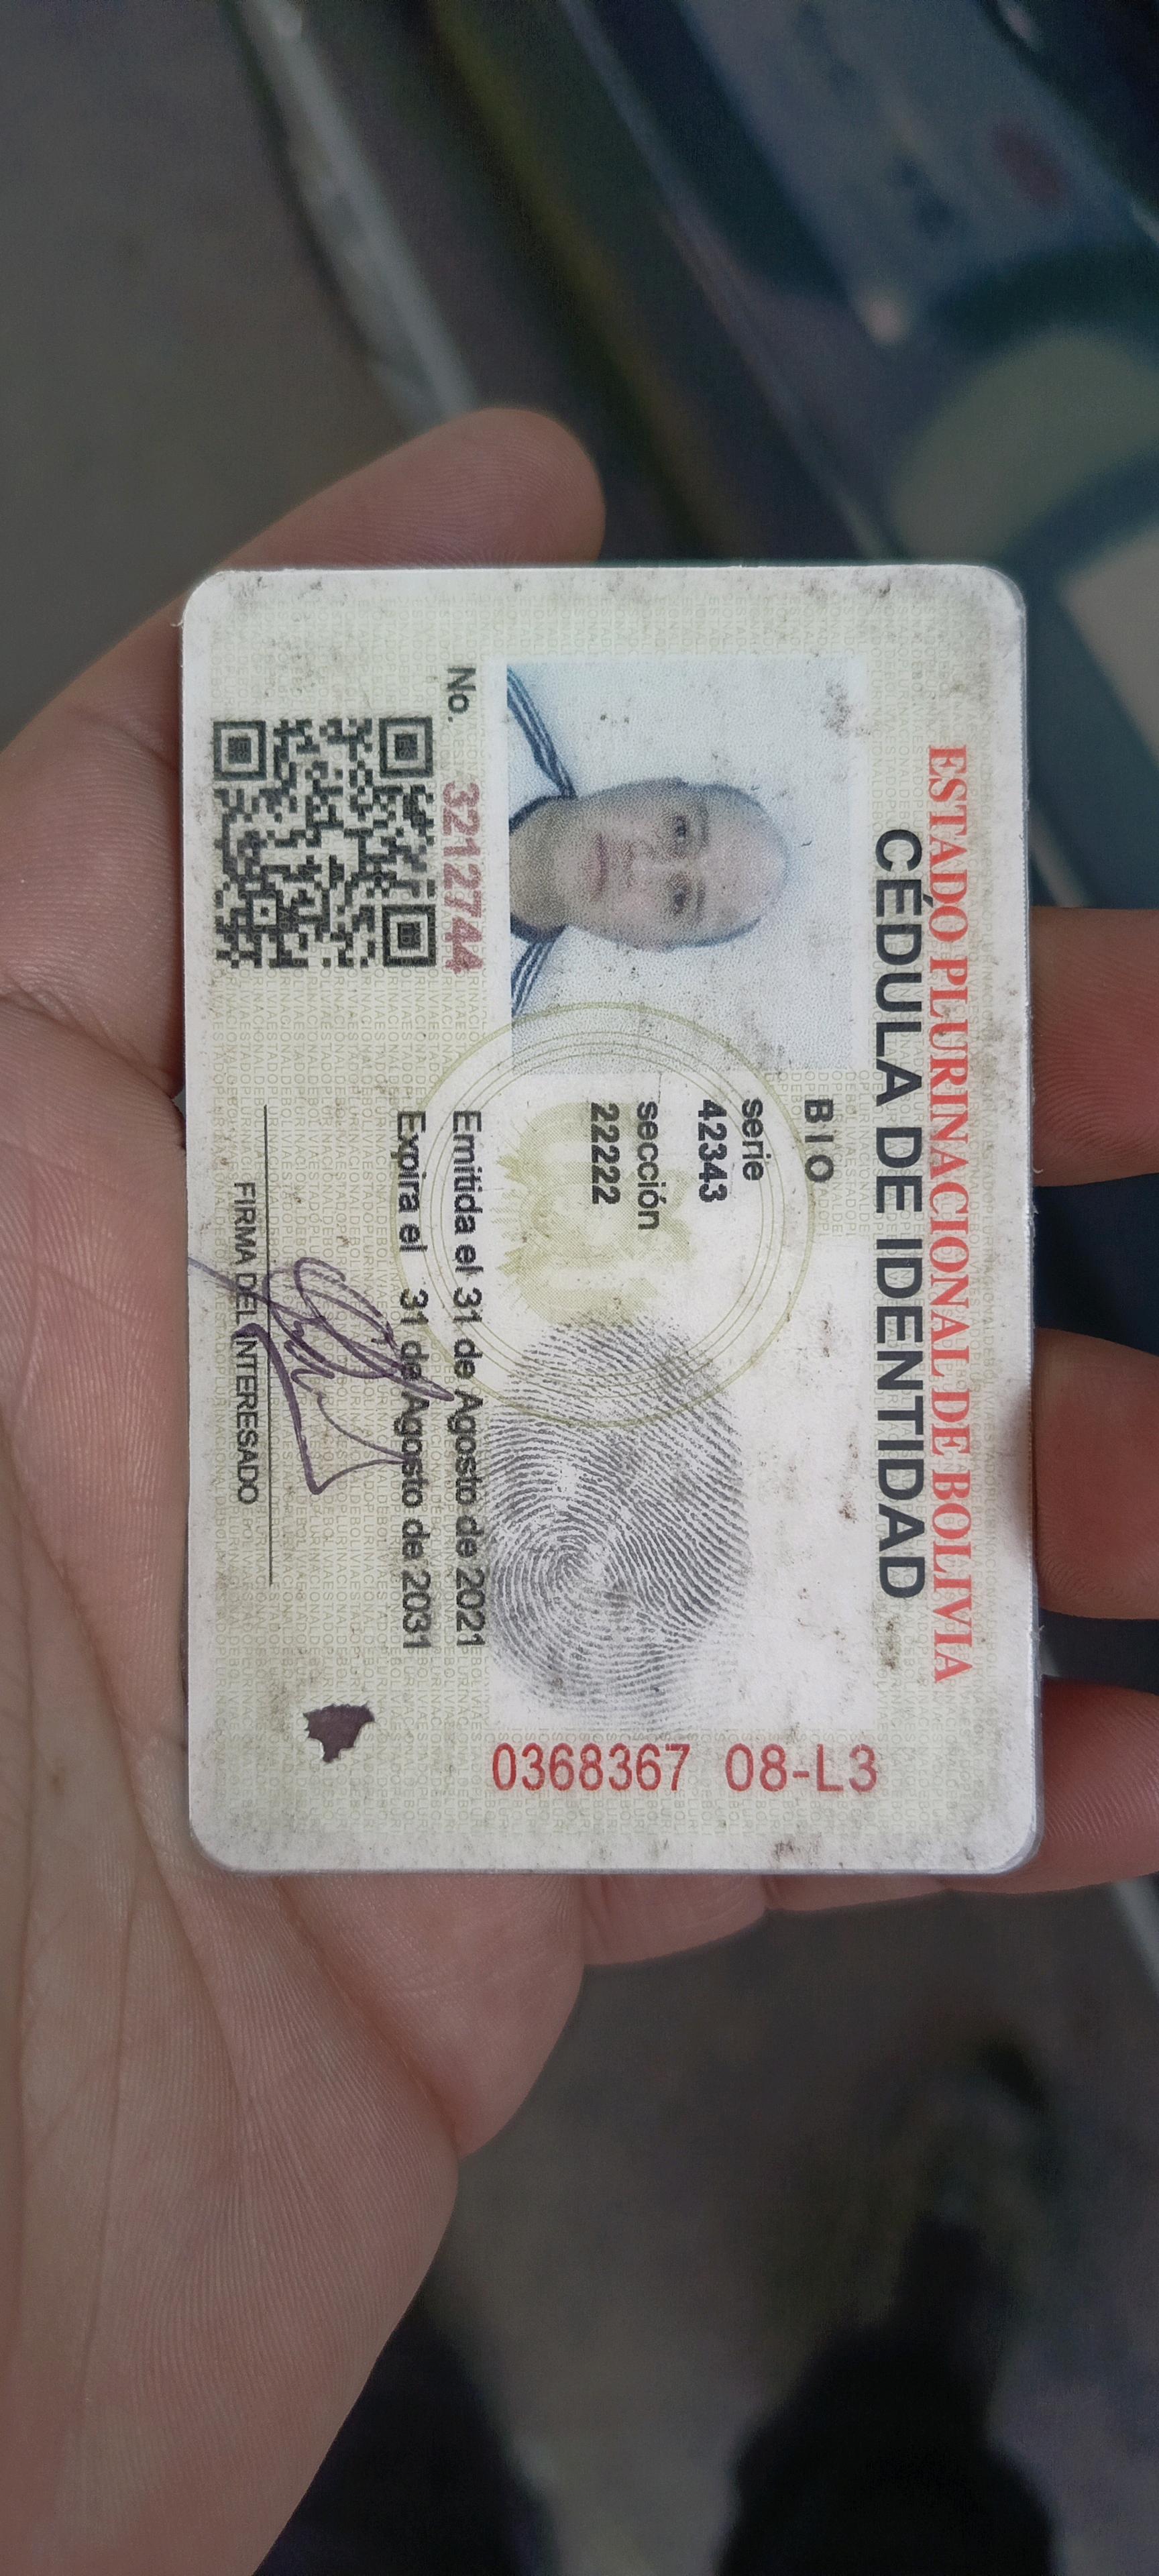 ESTADO PLURINACIONAL DE BOLIVIA
CÉDULA DE IDENTIDAD
BIO
serie
42343
sección
22222
0368367 08-L3
No. 3212744
Emitida el 31 de Agosto de 2021
Expira el 31 de Agosto de 2031
FIRMA DEL INTERESADO